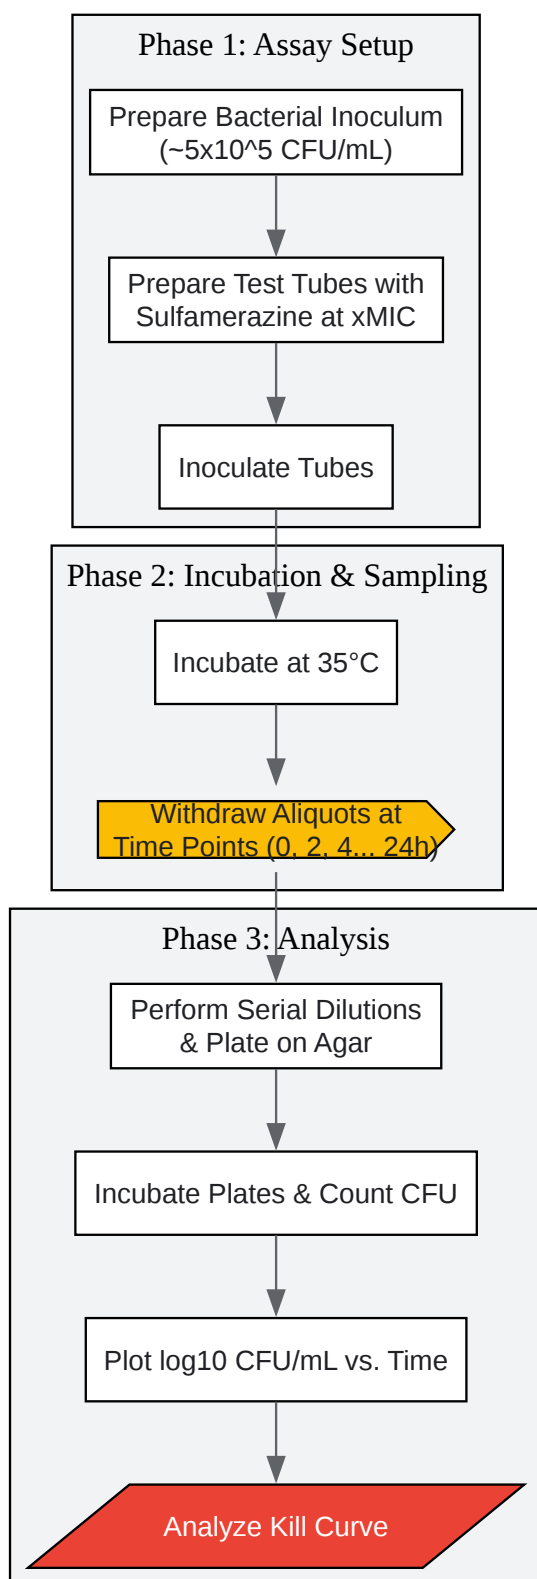 Phase 1: Assay Setup
Prepare Bacterial Inoculum
(~5x10^5 CFU/mL)
Prepare Test Tubes with
Sulfamerazine at xMIC
Inoculate Tubes
Phase 2: Incubation & Sampling
Incubate at 35°C
Withdraw Aliquots at
Time Points (0, 2, 4... 24h)
Phase 3: Analysis
Perform Serial Dilutions
& Plate on Agar
Incubate Plates & Count CFU
Plot log10 CFU/mL vs. Time
Analyze Kill Curve